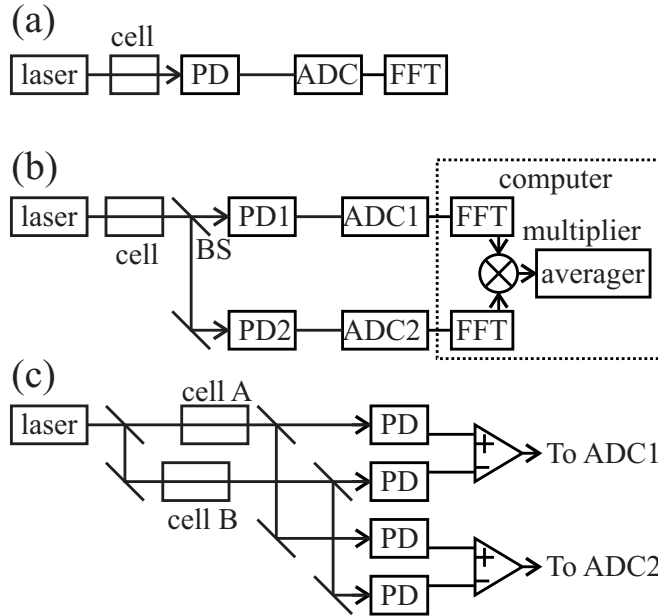 (a)
cell
laser
PD
ADC
FFT
(b)
computer
laser
PD1
ADC1
FFT
cell
BS
multiplier
averager
PD2
ADC2
FFT
(c)
cell A
laser
PD
+
−
To ADC1
PD
cell B
PD
+
−
To ADC2
PD